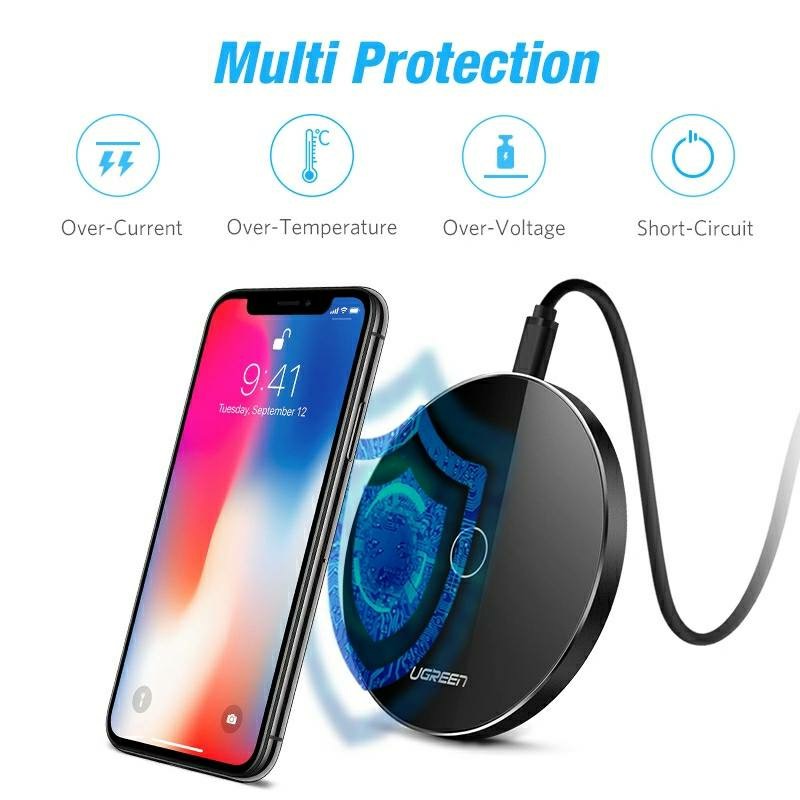 Multi Protection
°C
Over-Current
Over-Temperature
Over-Voltage
Short-Circuit
9:41
Tuesday, September 12
UGREEN